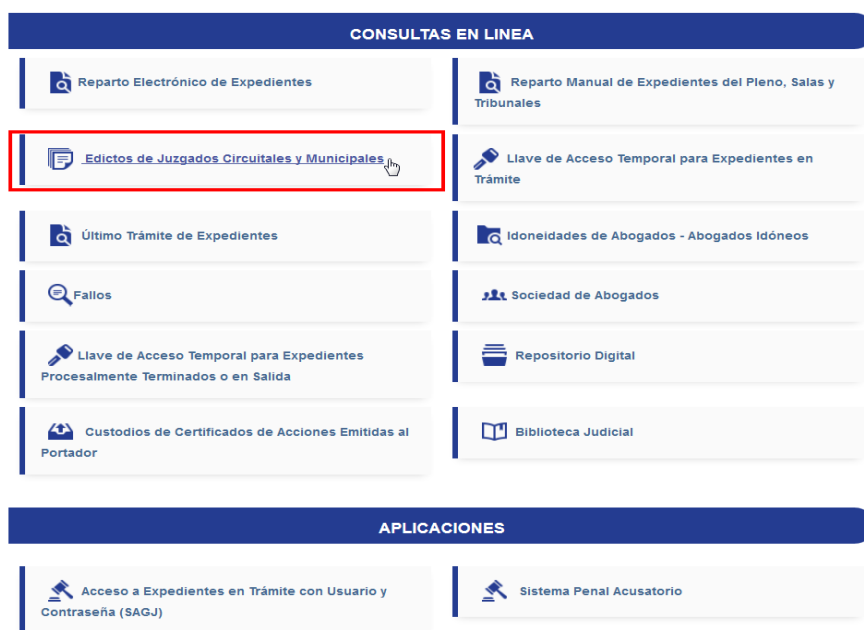 CONSULTAS EN LINEA
Reparto Electrónico de Expedientes
Reparto Manual de Expedientes del Pleno, Salas y
Tribunales
Edictos de Juzgados Circuitales y Municipales
Llave de Acceso Temporal para Expedientes en
Trámite
Último Trámite de Expedientes
Idoneidades de Abogados - Abogados Idóneos
Fallos
Sociedad de Abogados
Llave de Acceso Temporal para Expedientes
Procesalmente Terminados o en Salida
Repositorio Digital
Custodios de Certificados de Acciones Emitidas al
Portador
Biblioteca Judicial
APLICACIONES
Acceso a Expedientes en Trámite con Usuario y
Contraseña (SAGJ)
Sistema Penal Acusatorio